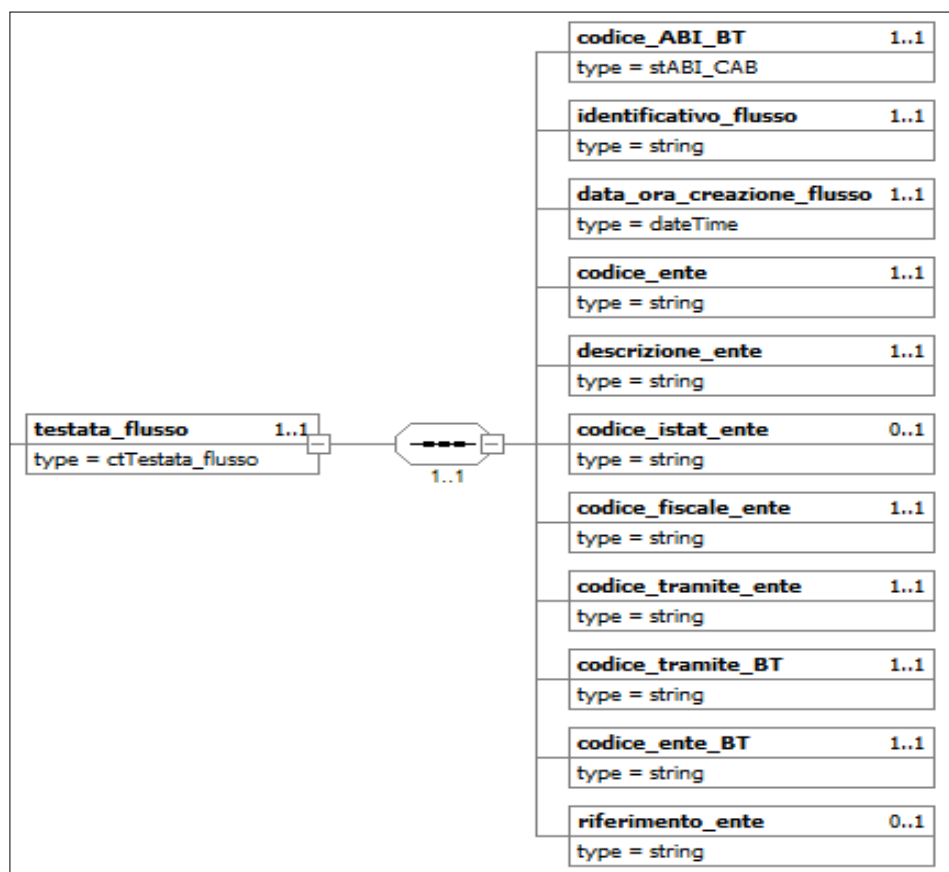 codice_ABI_BT 1..1
type = stABI_CAB
identificativo_flusso 1..1
type = string
data_ora_creazione_flusso 1..1
type = dateTime
codice_ente 1..1
type = string
descrizione_ente 1..1
type = string
testata_flusso 1..1
type = ctTestata_flusso
1..1
codice_istat_ente 0..1
type = string
codice_fiscale_ente 1..1
type = string
codice_tramite_ente 1..1
type = string
codice_tramite_BT 1..1
type = string
codice_ente_BT 1..1
type = string
riferimento_ente 0..1
type = string